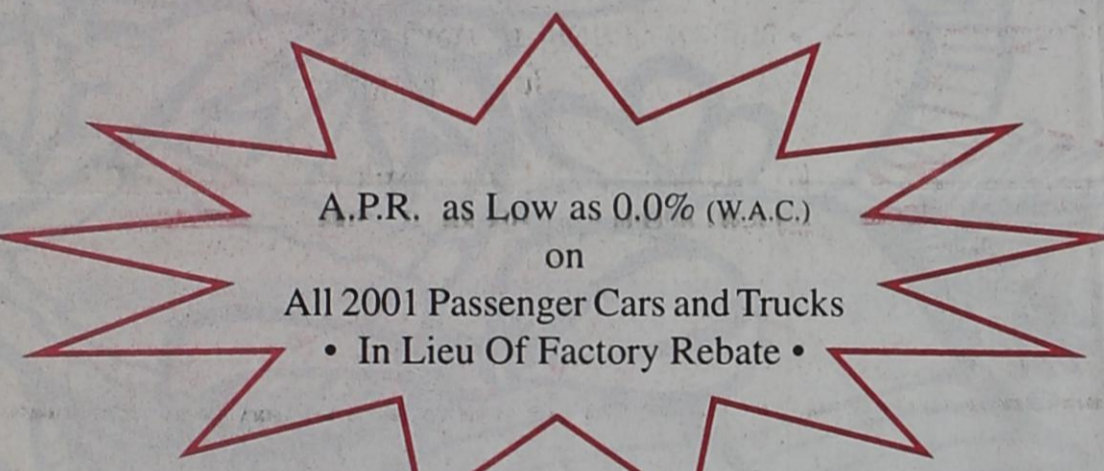 A.P.R. as Low as 0.0% (W.A.C.)
on
All 2001 Passenger Cars and Trucks
• In Lieu Of Factory Rebate •